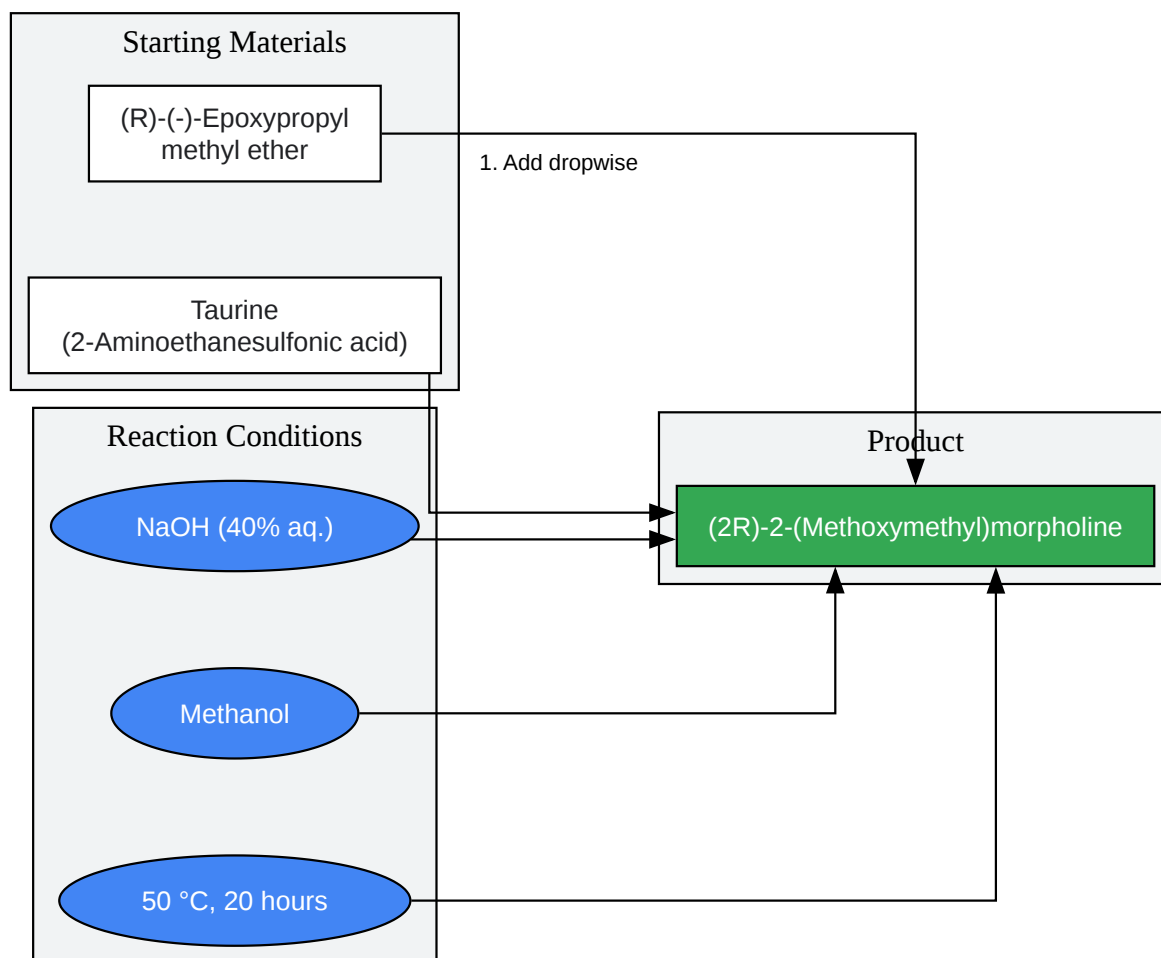 Starting Materials
(R)-(-)-Epoxypropyl
methyl ether
1. Add dropwise
Taurine
(2-Aminoethanesulfonic acid)
Reaction Conditions
NaOH (40% aq.)
Methanol
50 °C, 20 hours
Product
(2R)-2-(Methoxymethyl)morpholine